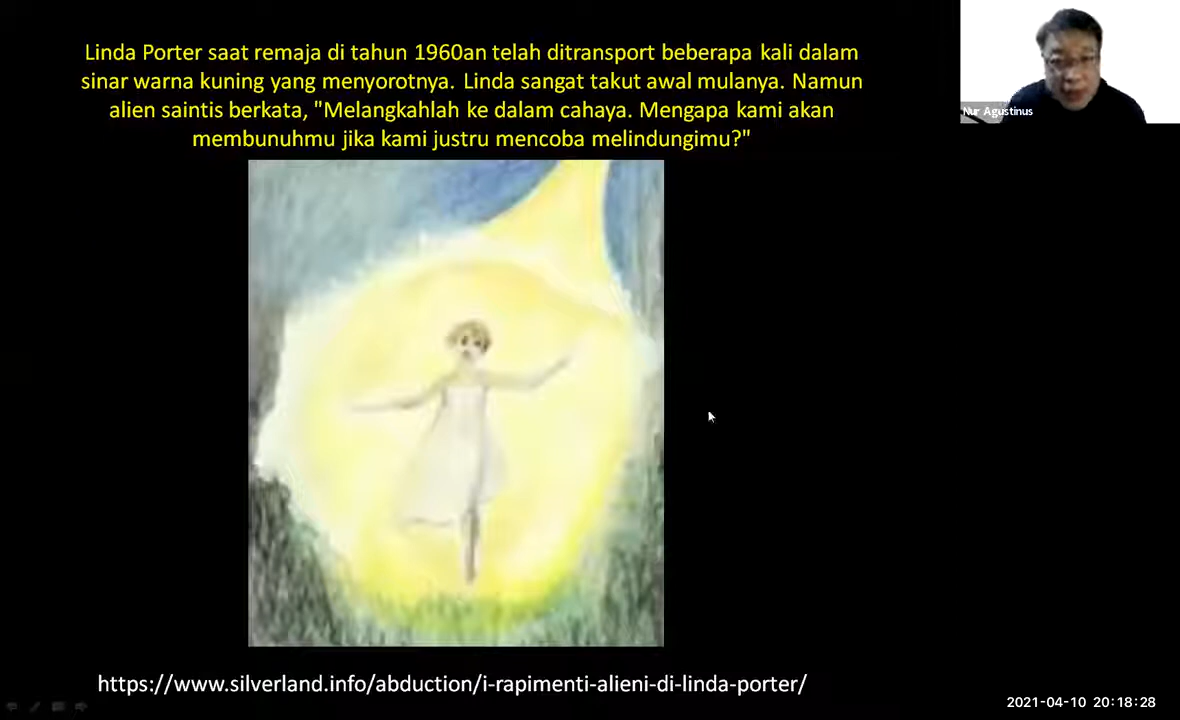 Linda Porter saat remaja di tahun 1960an telah ditransport beberapa kali dalam
sinar warna kuning yang menyorotnya. Linda sangat takut awal mulanya. Namun
alien saintis berkata, "Melangkahlah ke dalam cahaya. Mengapa kami akan
membunuhmu jika kami justru mencoba melindungimu?"
Nur Agustinus
https://www.silverland.info/abduction/i-rapimenti-alieni-di-linda-porter/
2021-04-10 20:18:28